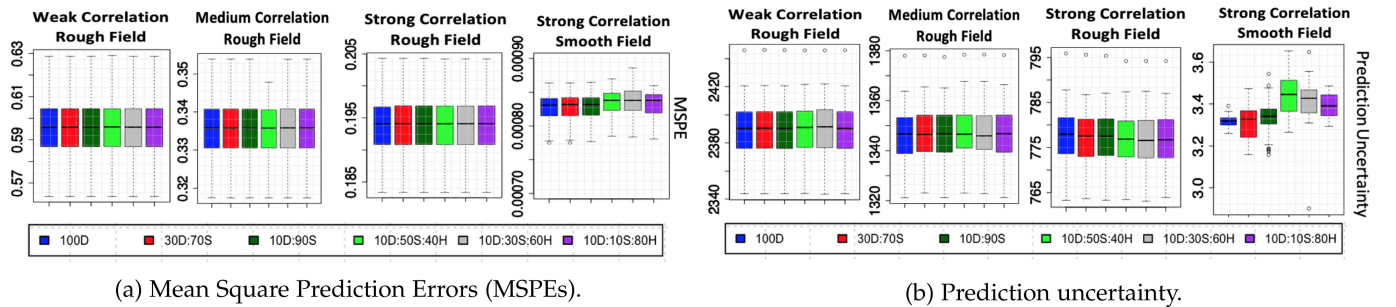 Weak Correlation
Rough Field
Medium Correlation
Rough Field
Strong Correlation
Rough Field
Strong Correlation
Smooth Field
0.63
0.61
0.59
0.57
0.35
0.34
0.33
0.32
0.205
0.195
0.185
0.00090
0.00080
0.00070
MSPE
100D
30D:70S
10D:90S
10D:50S:40H
10D:30S:60H
10D:10S:80H
(a) Mean Square Prediction Errors (MSPEs).
Weak Correlation
Rough Field
Medium Correlation
Rough Field
Strong Correlation
Rough Field
Strong Correlation
Smooth Field
2420
2380
2340
1380
1360
1340
1320
795
785
775
765
3.6
3.4
3.2
3.0
Prediction Uncertainty
100D
30D:70S
10D:90S
10D:50S:40H
10D:30S:60H
10D:10S:80H
(b) Prediction uncertainty.